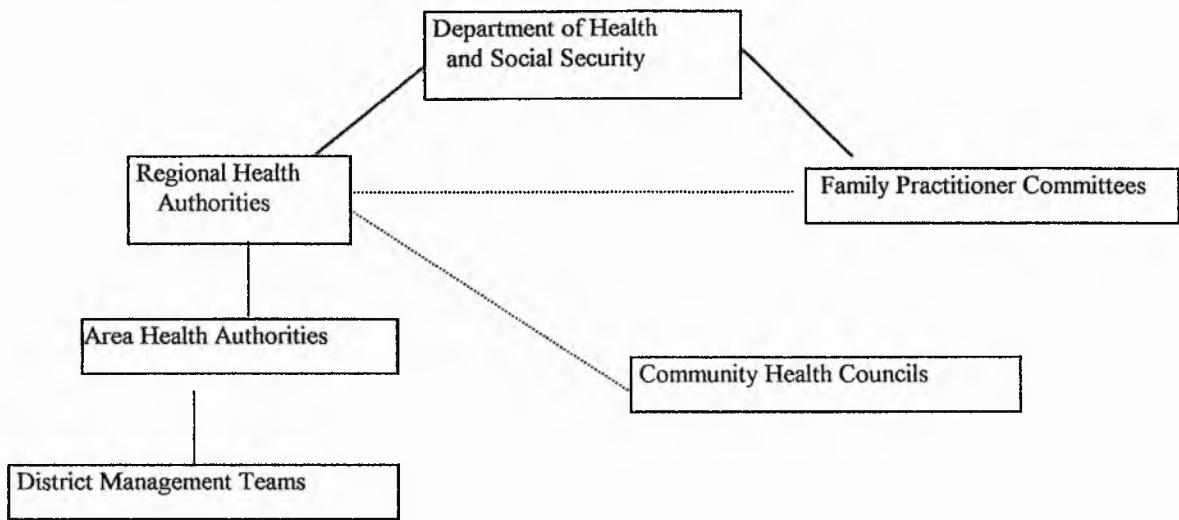 Department of Health
and Social Security
Regional Health
Authorities
Family Practitioner Committees
Area Health Authorities
Community Health Councils
District Management Teams